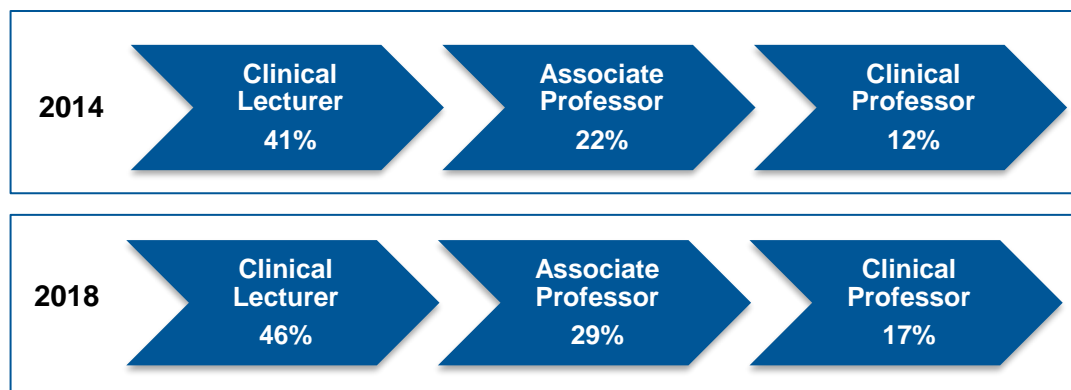 2014
Clinical
Lecturer
41%
Associate
Professor
22%
Clinical
Professor
12%
2018
Clinical
Lecturer
46%
Associate
Professor
29%
Clinical
Professor
17%